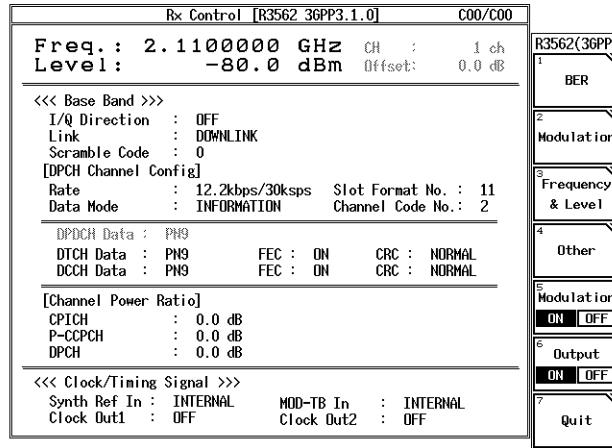 Rx Control [R3562 3GPP3.1.0] C00/C00
Freq.: 2.1100000 GHz CH : 1 ch
Level: -80.0 dBm Offset: 0.0 dB
<<< Base Band >>>
I/Q Direction : OFF
Link : DOWNLINK
Scramble Code : 0
[DPCH Channel Config]
Rate : 12.2kbps/30ksps Slot Format No. : 11
Data Mode : INFORMATION Channel Code No.: 2
DPDCH Data : PN9
DTCH Data : PN9 FEC : ON CRC : NORMAL
DCCH Data : PN9 FEC : ON CRC : NORMAL
[Channel Power Ratio]
CPICH : 0.0 dB
P-CCPCH : 0.0 dB
DPCH : 0.0 dB
<<< Clock/Timing Signal >>>
Synth Ref In : INTERNAL MOD-TB In : INTERNAL
Clock Out1 : OFF Clock Out2 : OFF
R3562(3GPP
1
BER
2
Modulation
3
Frequency
& Level
4
Other
5
Modulation
ON OFF
6
Output
ON OFF
7
Quit